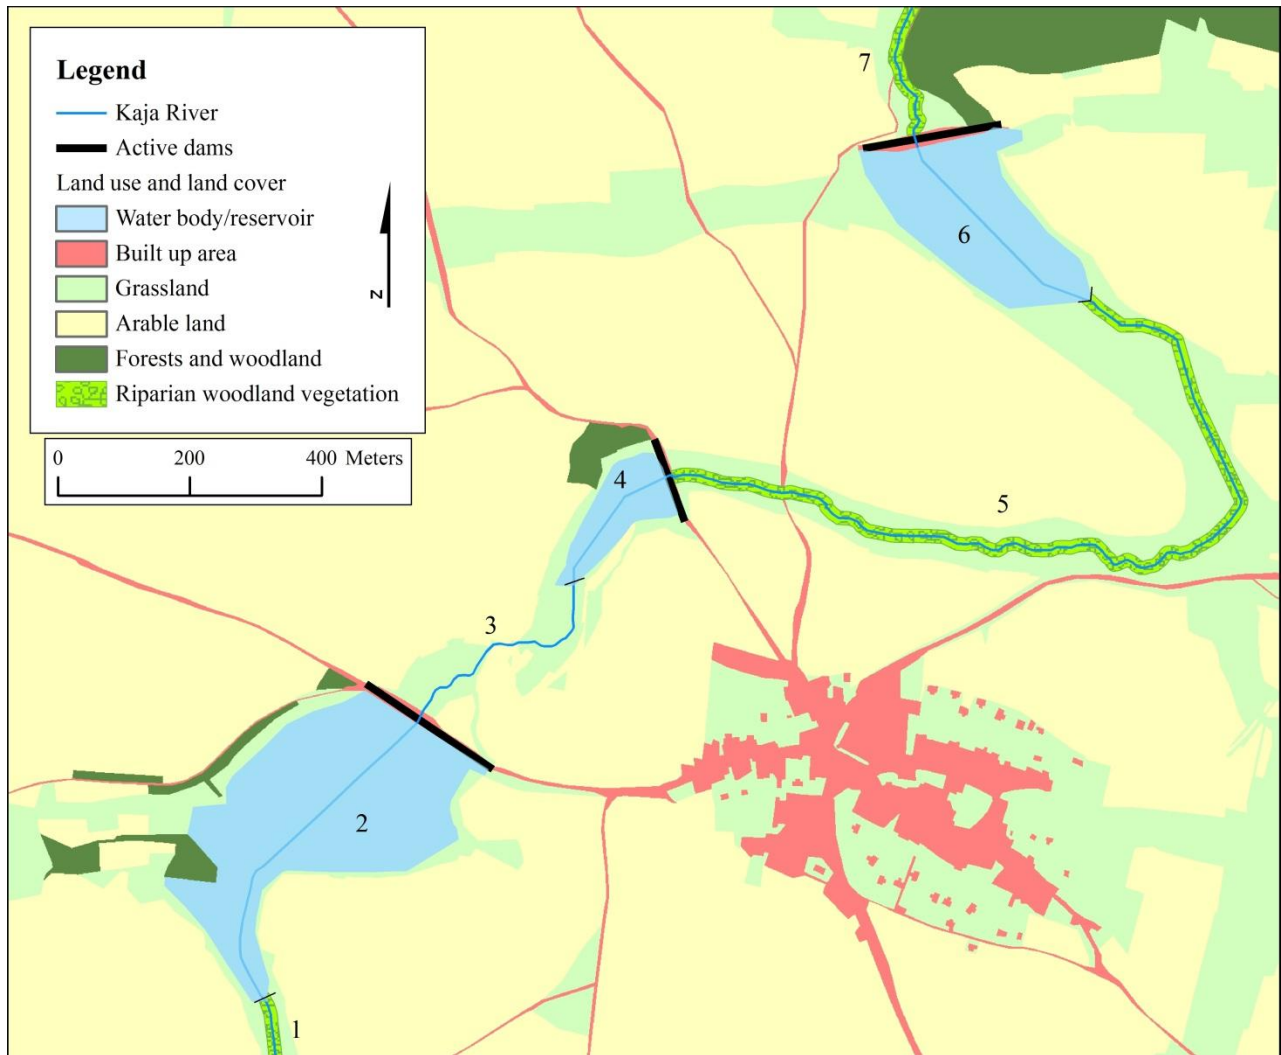 Legend
Kaja River
Active dams
Land use and land cover
Water body/reservoir
Built up area
Grassland
Arable land
Forests and woodland
Riparian woodland vegetation
N
0 200 400 Meters
7
6
5
4
3
2
1